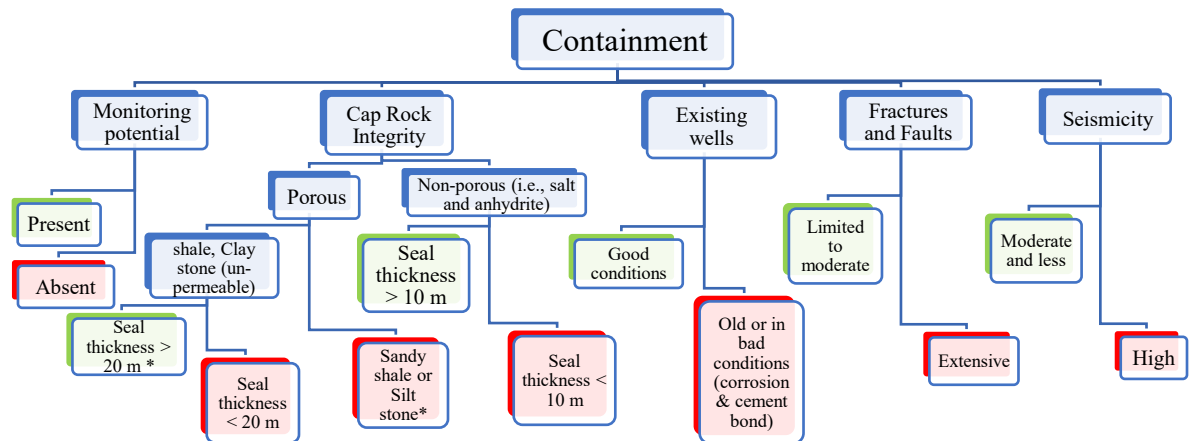 Containment
Monitoring
potential
Cap Rock
Integrity
Existing
wells
Fractures
and Faults
Seismicity
Present
Absent
Porous
Non-porous (i.e., salt
and anhydrite)
shale, Clay
stone (un-
permeable)
Seal
thickness >
20 m *
Seal
thickness
< 20 m
Sandy
shale or
Silt
stone*
Seal
thickness
> 10 m
Seal
thickness <
10 m
Good
conditions
Old or in
bad
conditions
(corrosion
& cement
bond)
Limited
to
moderate
Extensive
Moderate
and less
High